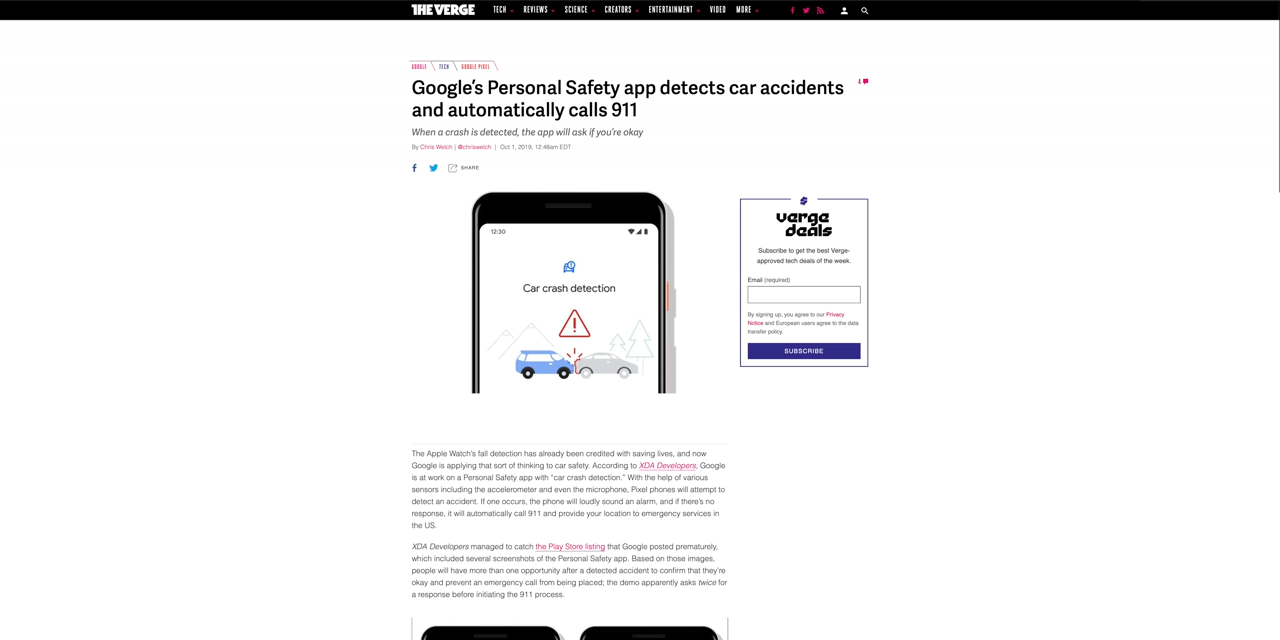 THE VERGE TECH REVIEWS SCIENCE CREATORS ENTERTAINMENT VIDEO MORE
GOOGLE TECH GOOGLE PIXEL
Google's Personal Safety app detects car accidents
and automatically calls 911
When a crash is detected, the app will ask if you're okay
By Chris Welch | @chriswelch | Oct 1, 2019, 12:48am EDT
SHARE
12:30
Car crash detection
verge
deals
Subscribe to get the best Verge-
approved tech deals of the week.
Email (required)
By signing up, you agree to our Privacy
Notice and European users agree to the data
transfer policy.
SUBSCRIBE
The Apple Watch's fall detection has already been credited with saving lives, and now
Google is applying that sort of thinking to car safety. According to XDA Developers, Google
is at work on a Personal Safety app with “car crash detection.” With the help of various
sensors including the accelerometer and even the microphone, Pixel phones will attempt to
detect an accident. If one occurs, the phone will loudly sound an alarm, and if there's no
response, it will automatically call 911 and provide your location to emergency services in
the US.
XDA Developers managed to catch the Play Store listing that Google posted prematurely,
which included several screenshots of the Personal Safety app. Based on those images,
people will have more than one opportunity after a detected accident to confirm that they're
okay and prevent an emergency call from being placed; the demo apparently asks twice for
a response before initiating the 911 process.